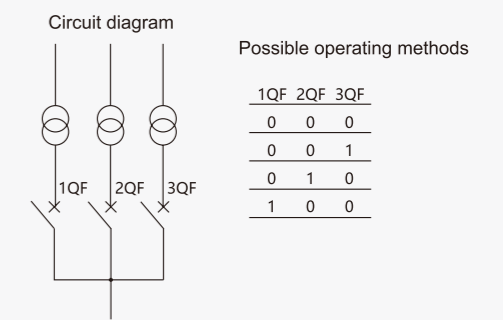 Circuit diagram
Possible operating methods
1QF 2QF 3QF
1QF 2QF 3QF
0 0 0
0 0 1
0 1 0
1 0 0